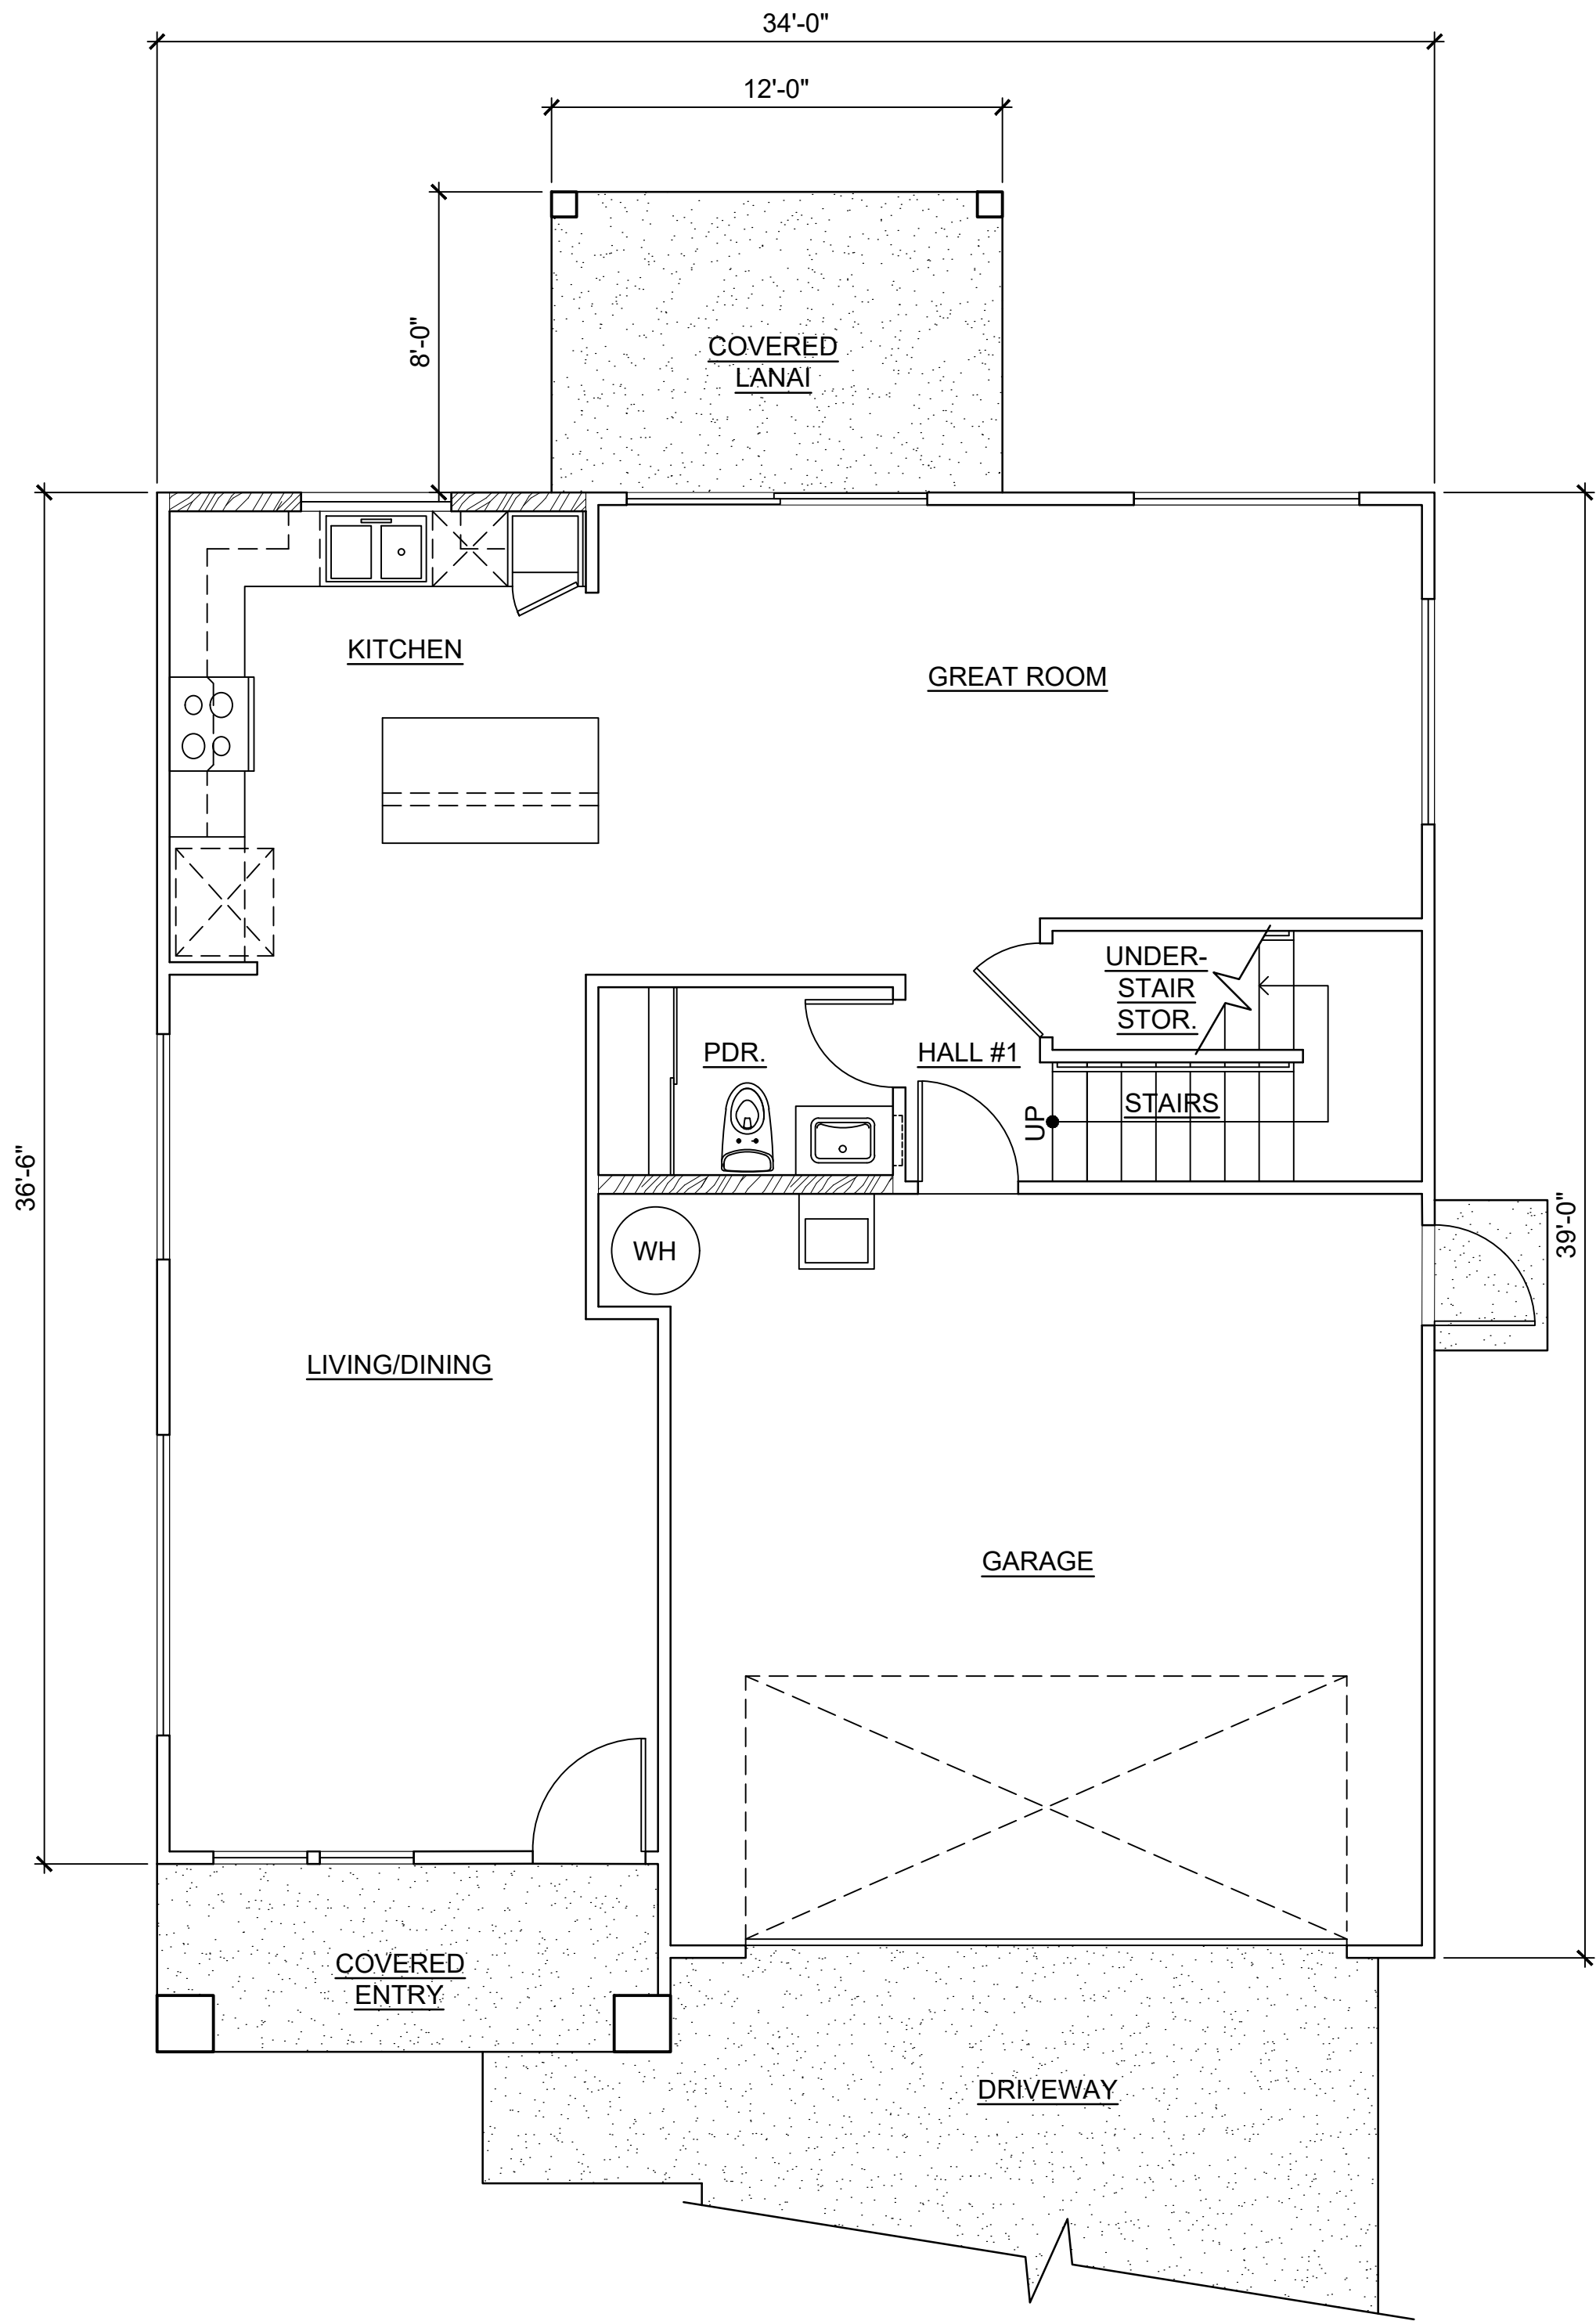 34'-0"
12'-0"
8'-0"
COVERED
LANAI
KITCHEN
GREAT ROOM
UNDER-
STAIR
STOR.
PDR.
HALL #1
STAIRS
UP
36'-6"
39'-0"
WH
LIVING/DINING
GARAGE
COVERED
ENTRY
DRIVEWAY